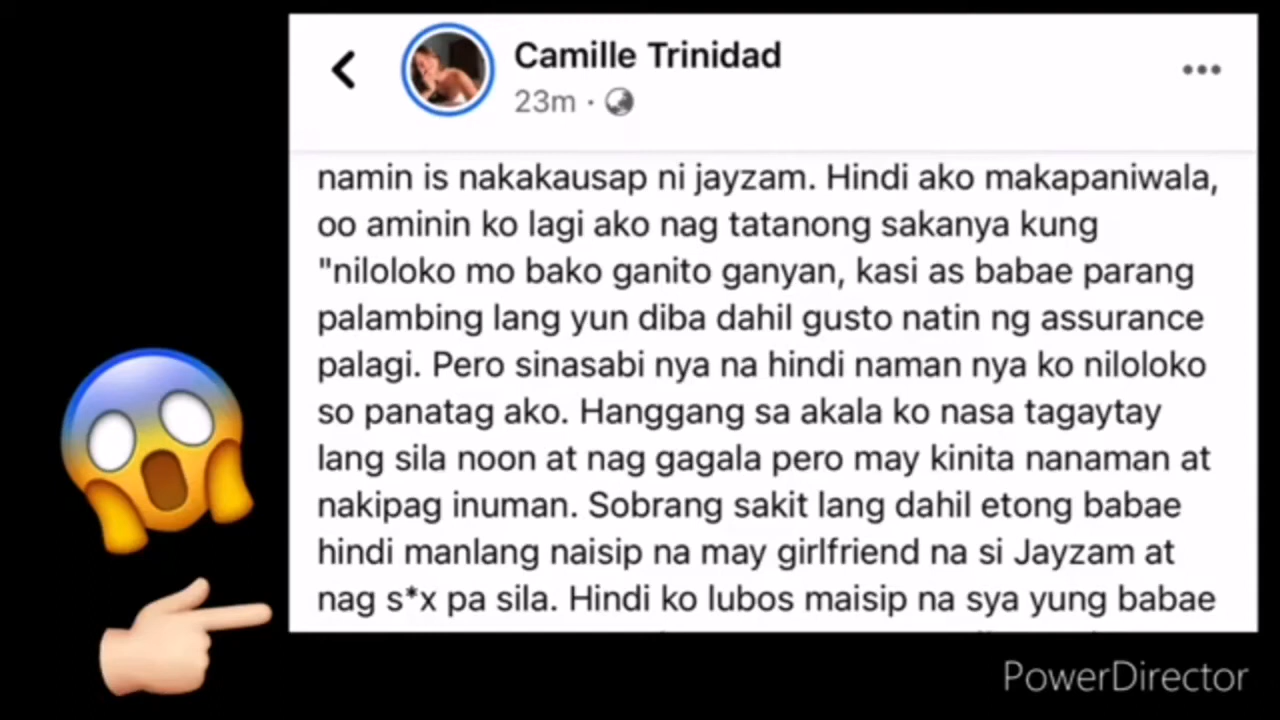 Camille Trinidad
23m ·
namin is nakakausap ni jayzam. Hindi ako makapaniwala,
oo aminin ko lagi ako nag tatanong sakanya kung
"niloloko mo bako ganito ganyan, kasi as babae parang
palambing lang yun diba dahil gusto natin ng assurance
palagi. Pero sinasabi nya na hindi naman nya ko niloloko
so panatag ako. Hanggang sa akala ko nasa tagaytay
lang sila noon at nag gagala pero may kinita nanaman at
nakipag inuman. Sobrang sakit lang dahil etong babae
hindi manlang naisip na may girlfriend na si Jayzam at
nag s*x pa sila. Hindi ko lubos maisip na sya yung babae
PowerDirector